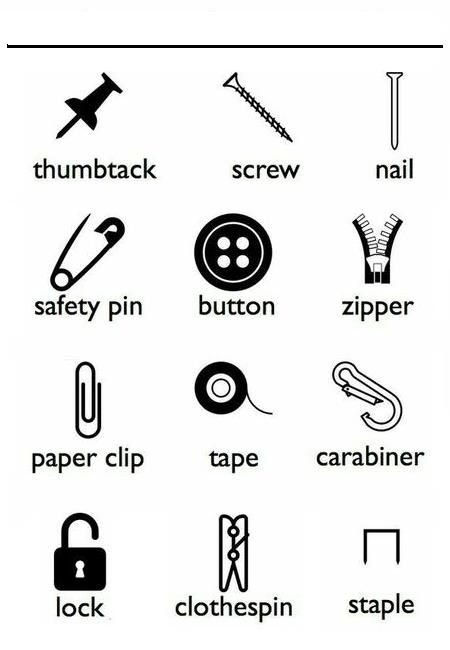 thumbtack screw nail
safety pin button zipper
paper clip tape carabiner
lock clothespin staple